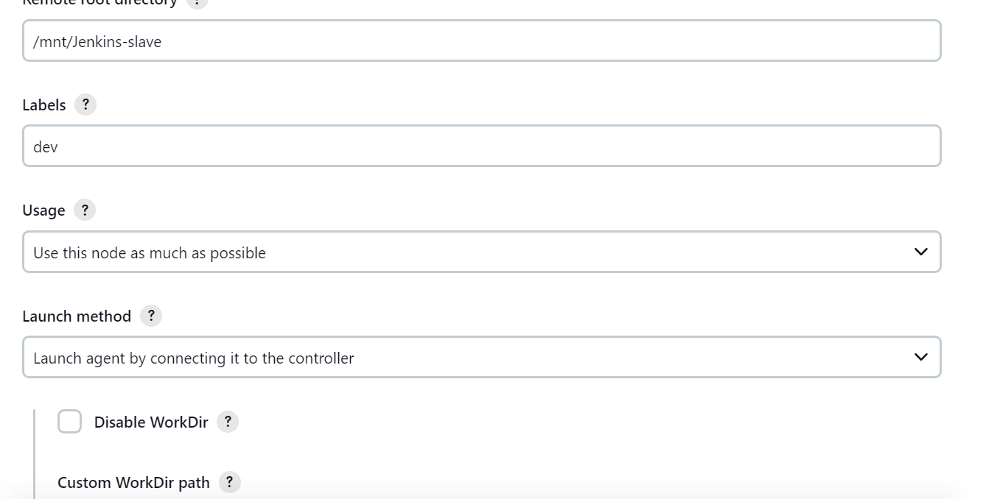 Remote root directory ?
/mnt/Jenkins-slave
Labels ?
dev
Usage ?
Use this node as much as possible
Launch method ?
Launch agent by connecting it to the controller
Disable WorkDir ?
Custom WorkDir path ?